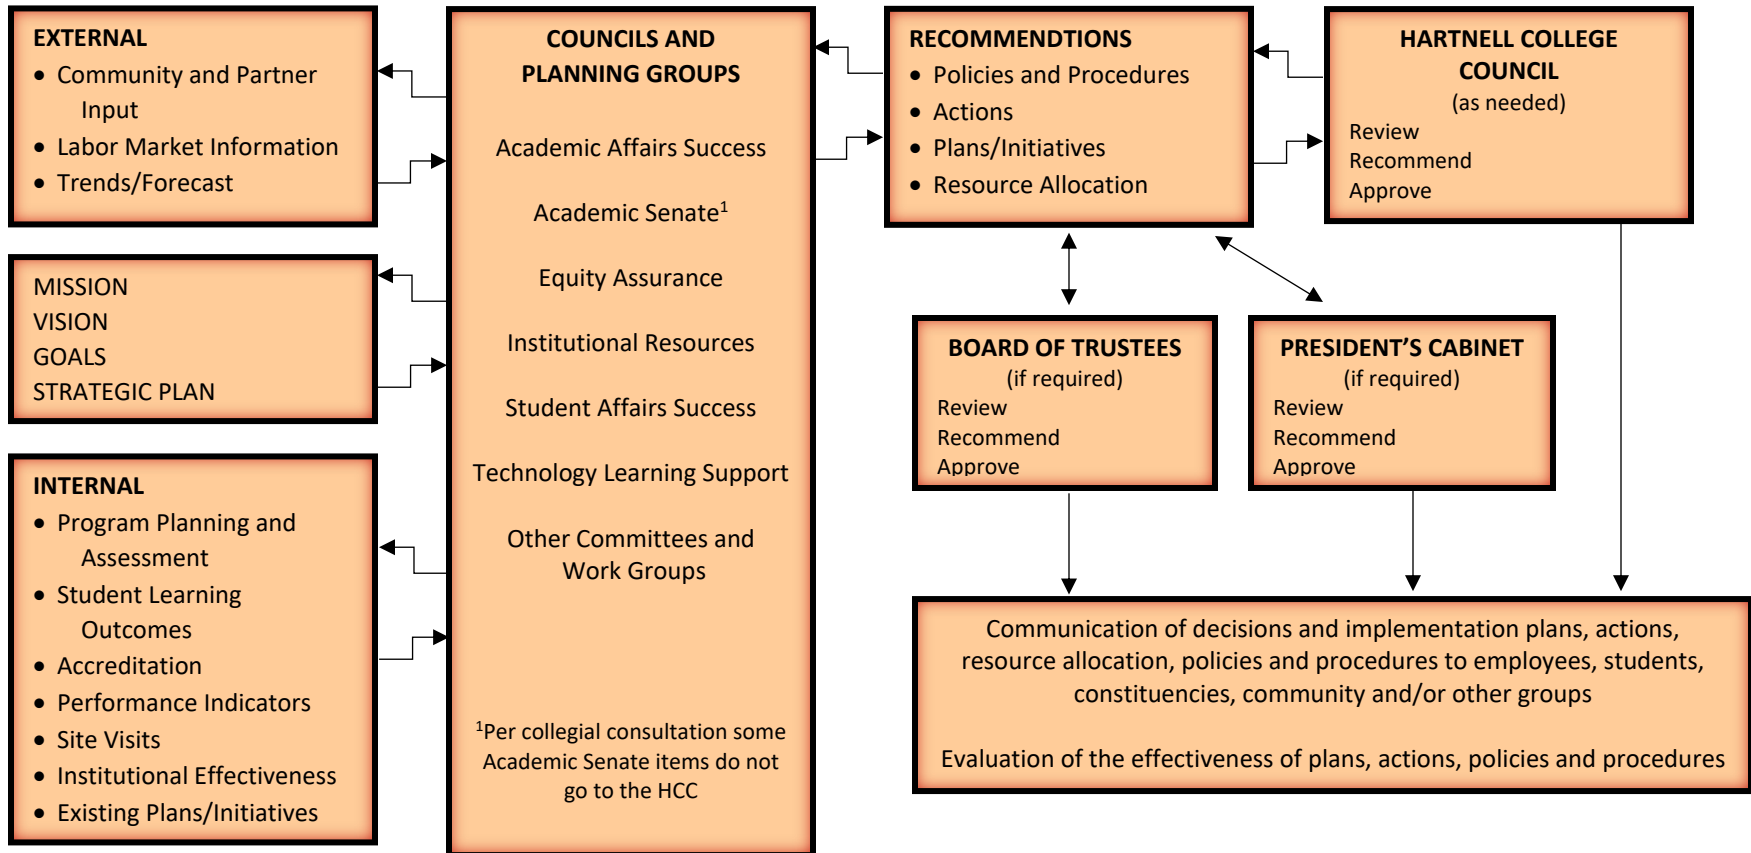 EXTERNAL
• Community and Partner
Input
• Labor Market Information
• Trends/Forecast
MISSION
VISION
GOALS
STRATEGIC PLAN
INTERNAL
• Program Planning and
Assessment
• Student Learning
Outcomes
• Accreditation
• Performance Indicators
• Site Visits
• Institutional Effectiveness
• Existing Plans/Initiatives
COUNCILS AND
PLANNING GROUPS
Academic Affairs Success
Academic Senate¹
Equity Assurance
Institutional Resources
Student Affairs Success
Technology Learning Support
Other Committees and
Work Groups
¹Per collegial consultation some
Academic Senate items do not
go to the HCC
RECOMMENDTIONS
• Policies and Procedures
• Actions
• Plans/Initiatives
• Resource Allocation
HARTNELL COLLEGE
COUNCIL
(as needed)
Review
Recommend
Approve
BOARD OF TRUSTEES
(if required)
Review
Recommend
Approve
PRESIDENT’S CABINET
(if required)
Review
Recommend
Approve
Communication of decisions and implementation plans, actions,
resource allocation, policies and procedures to employees, students,
constituencies, community and/or other groups
Evaluation of the effectiveness of plans, actions, policies and procedures